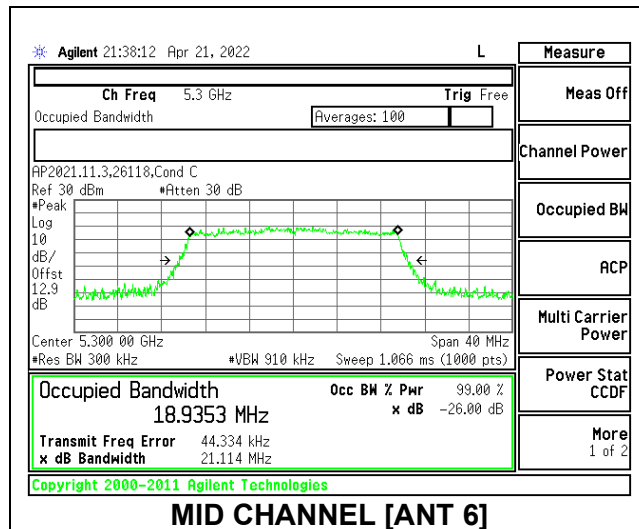 Agilent 21:38:12 Apr 21, 2022 L
Measure
Ch Freq 5.3 GHz Trig Free
Meas Off
Occupied Bandwidth Averages: 100
Channel Power
AP2021.11.3,26118,Cond C
Ref 30 dBm #Atten 30 dB
#Peak
Log
10
dB/
Offst
12.9
dB
Occupied BW
ACP
Center 5.300 00 GHz Span 40 MHz
#Res BW 300 kHz #VBW 910 kHz Sweep 1.066 ms (1000 pts)
Multi Carrier
Power
Occupied Bandwidth
18.9353 MHz
Occ BW % Pwr 99.00 %
x dB -26.00 dB
Transmit Freq Error 44.334 kHz
x dB Bandwidth 21.114 MHz
Power Stat
CCDF
More
1 of 2
Copyright 2000-2011 Agilent Technologies
MID CHANNEL [ANT 6]